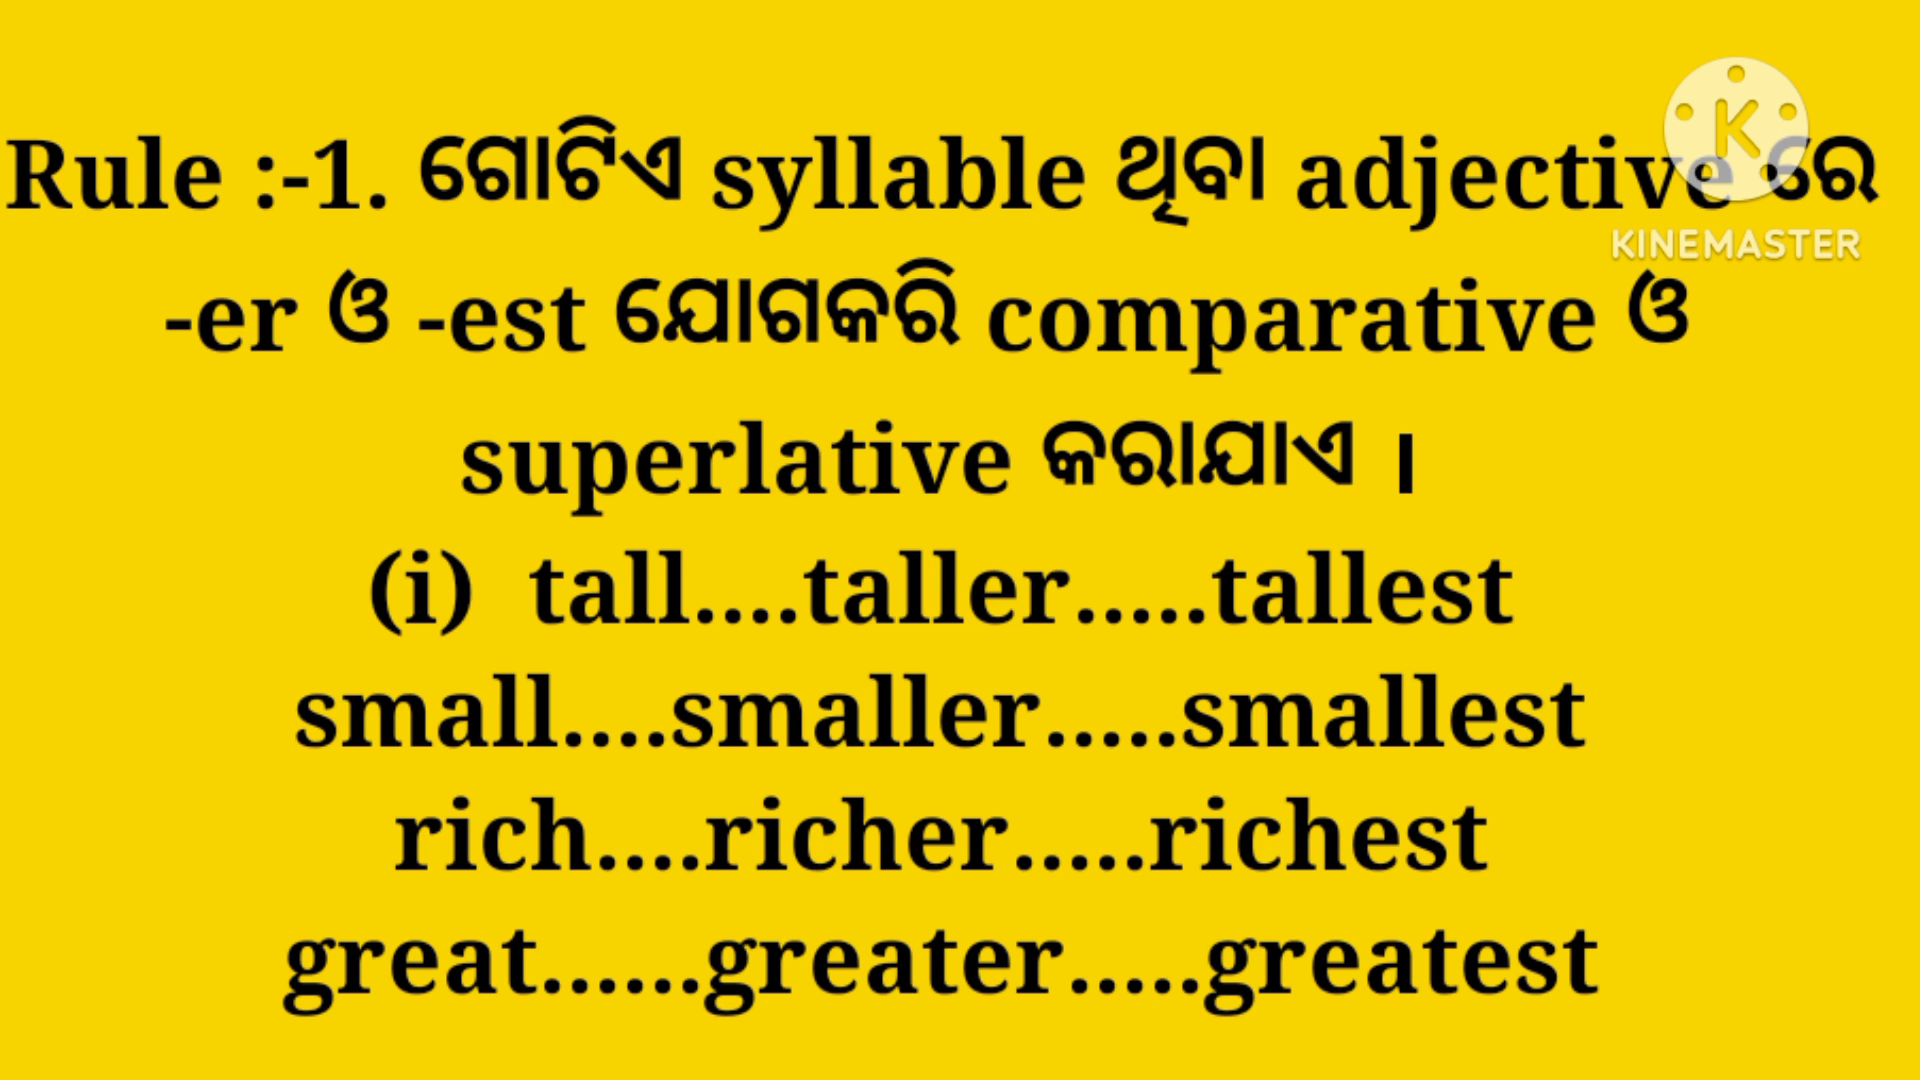 Rule :-1. ଗୋଟିଏ syllable ଥିବା adjective ରେ
-er ଓ -est ଯୋଗକରି comparative ଓ
superlative କରାଯାଏ ।
(i) tall....taller.....tallest
small....smaller.....smallest
rich....richer.....richest
great......greater.....greatest
K
KINEMASTER